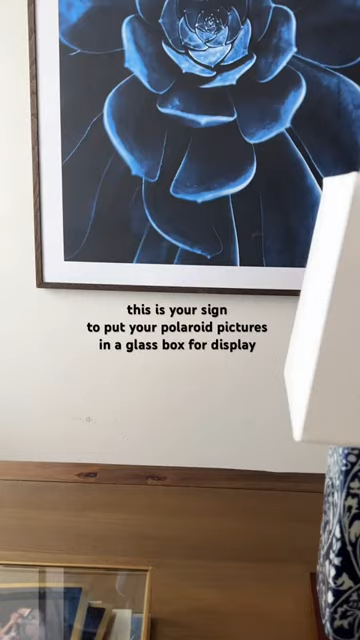 this is your sign
to put your polaroid pictures
in a glass box for display